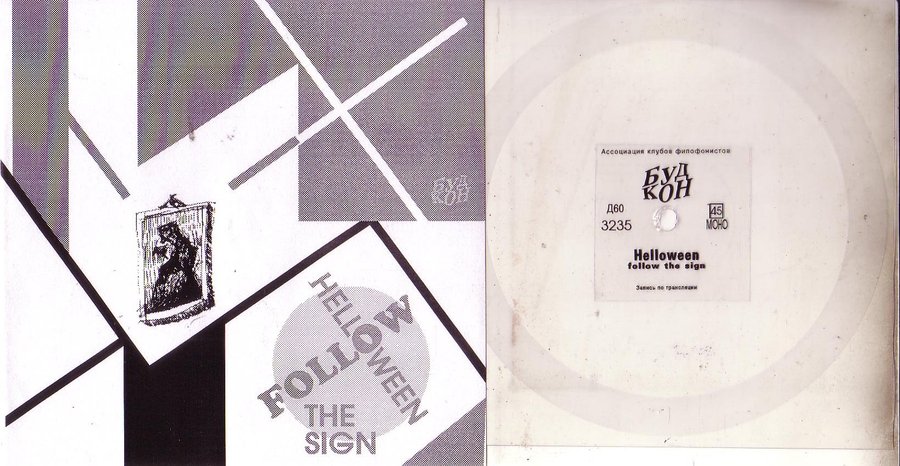 БУД
КОН
HELLOWEEN
FOLLOW
THE
SIGN
Ассоциация клубов филофонистов
БУД
КОН
Д60
3235
45
МОНО
Helloween
follow the sign
Запись по трансляции